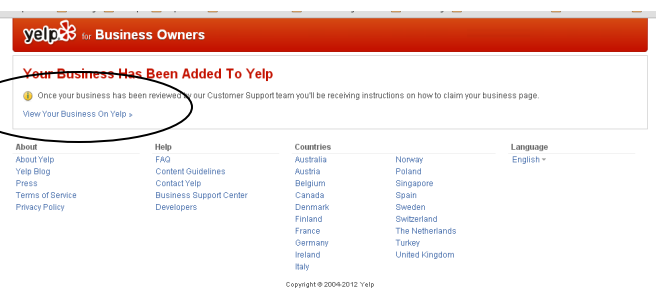 yelp for Business Owners
Your Business Has Been Added To Yelp
Once your business has been reviewed by our Customer Support team you'll be receiving instructions on how to claim your business page.
View Your Business On Yelp »
About Help Countries Language
About Yelp FAQ Australia Norway English
Yelp Blog Content Guidelines Austria Poland
Press Contact Yelp Belgium Singapore
Terms of Service Business Support Center Canada Spain
Privacy Policy Developers Denmark Sweden
Finland Switzerland
France The Netherlands
Germany Turkey
Ireland United Kingdom
Italy
Copyright © 2004-2012 Yelp